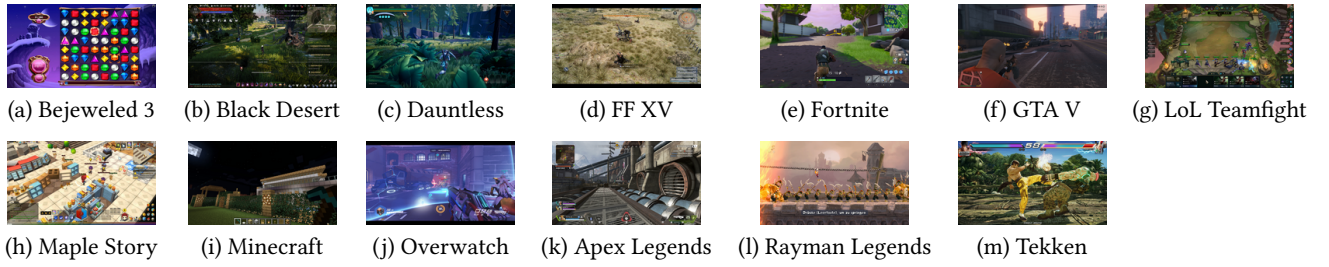 (a) Bejeweled 3
(b) Black Desert
(c) Dauntless
(d) FF XV
(e) Fortnite
(f) GTA V
(g) LoL Teamfight
(h) Maple Story
(i) Minecraft
(j) Overwatch
(k) Apex Legends
(l) Rayman Legends
(m) Tekken